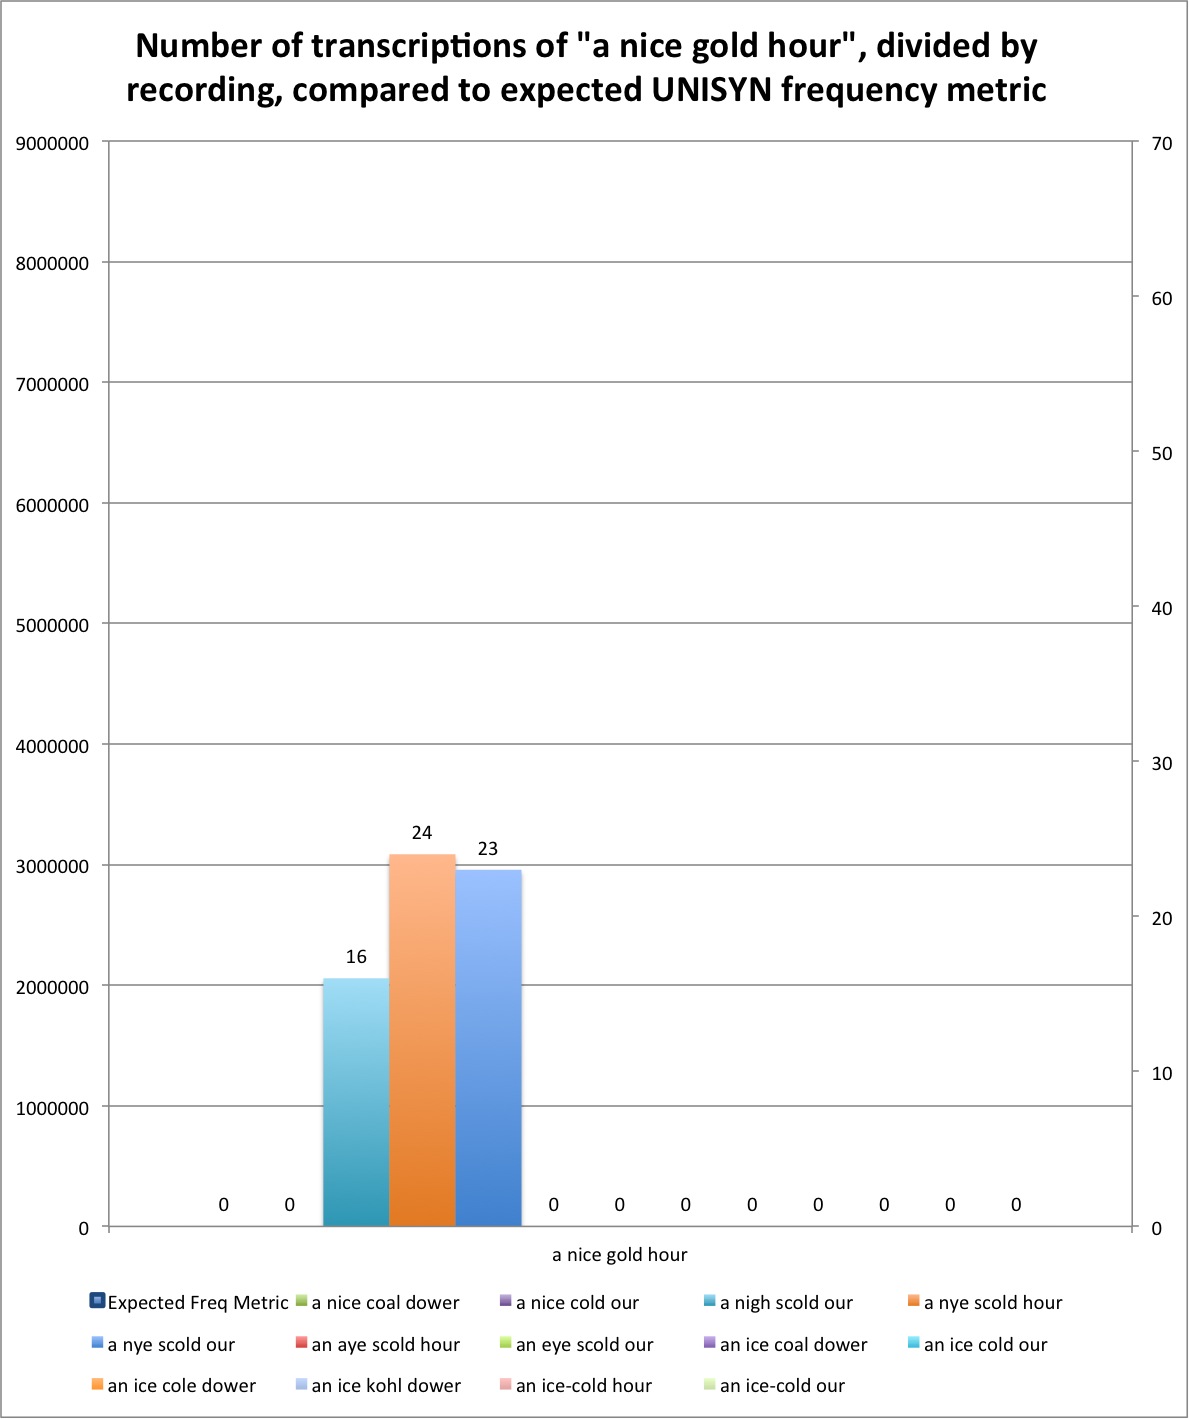 Number of transcriptions of "a nice gold hour", divided by
recording, compared to expected UNISYN frequency metric
9000000
8000000
7000000
6000000
5000000
4000000
3000000
2000000
1000000
0
70
60
50
40
30
20
10
0
0 0 16 24 23 0 0 0 0 0 0 0 0
a nice gold hour
Expected Freq Metric a nice coal dower a nice cold our a nigh scold our a nye scold hour
a nye scold our an aye scold hour an eye scold our an ice coal dower an ice cold our
an ice cole dower an ice kohl dower an ice-cold hour an ice-cold our